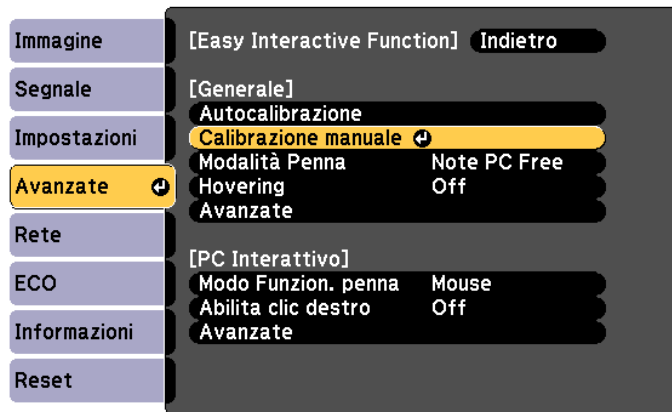 Immagine
Segnale
Impostazioni
Avanzate
Rete
ECO
Informazioni
Reset
[Easy Interactive Function] Indietro
[Generale]
Autocalibrazione
Calibrazione manuale
Modalità Penna Note PC Free
Hovering Off
Avanzate
[PC Interattivo]
Modo Funzion. penna Mouse
Abilita clic destro Off
Avanzate